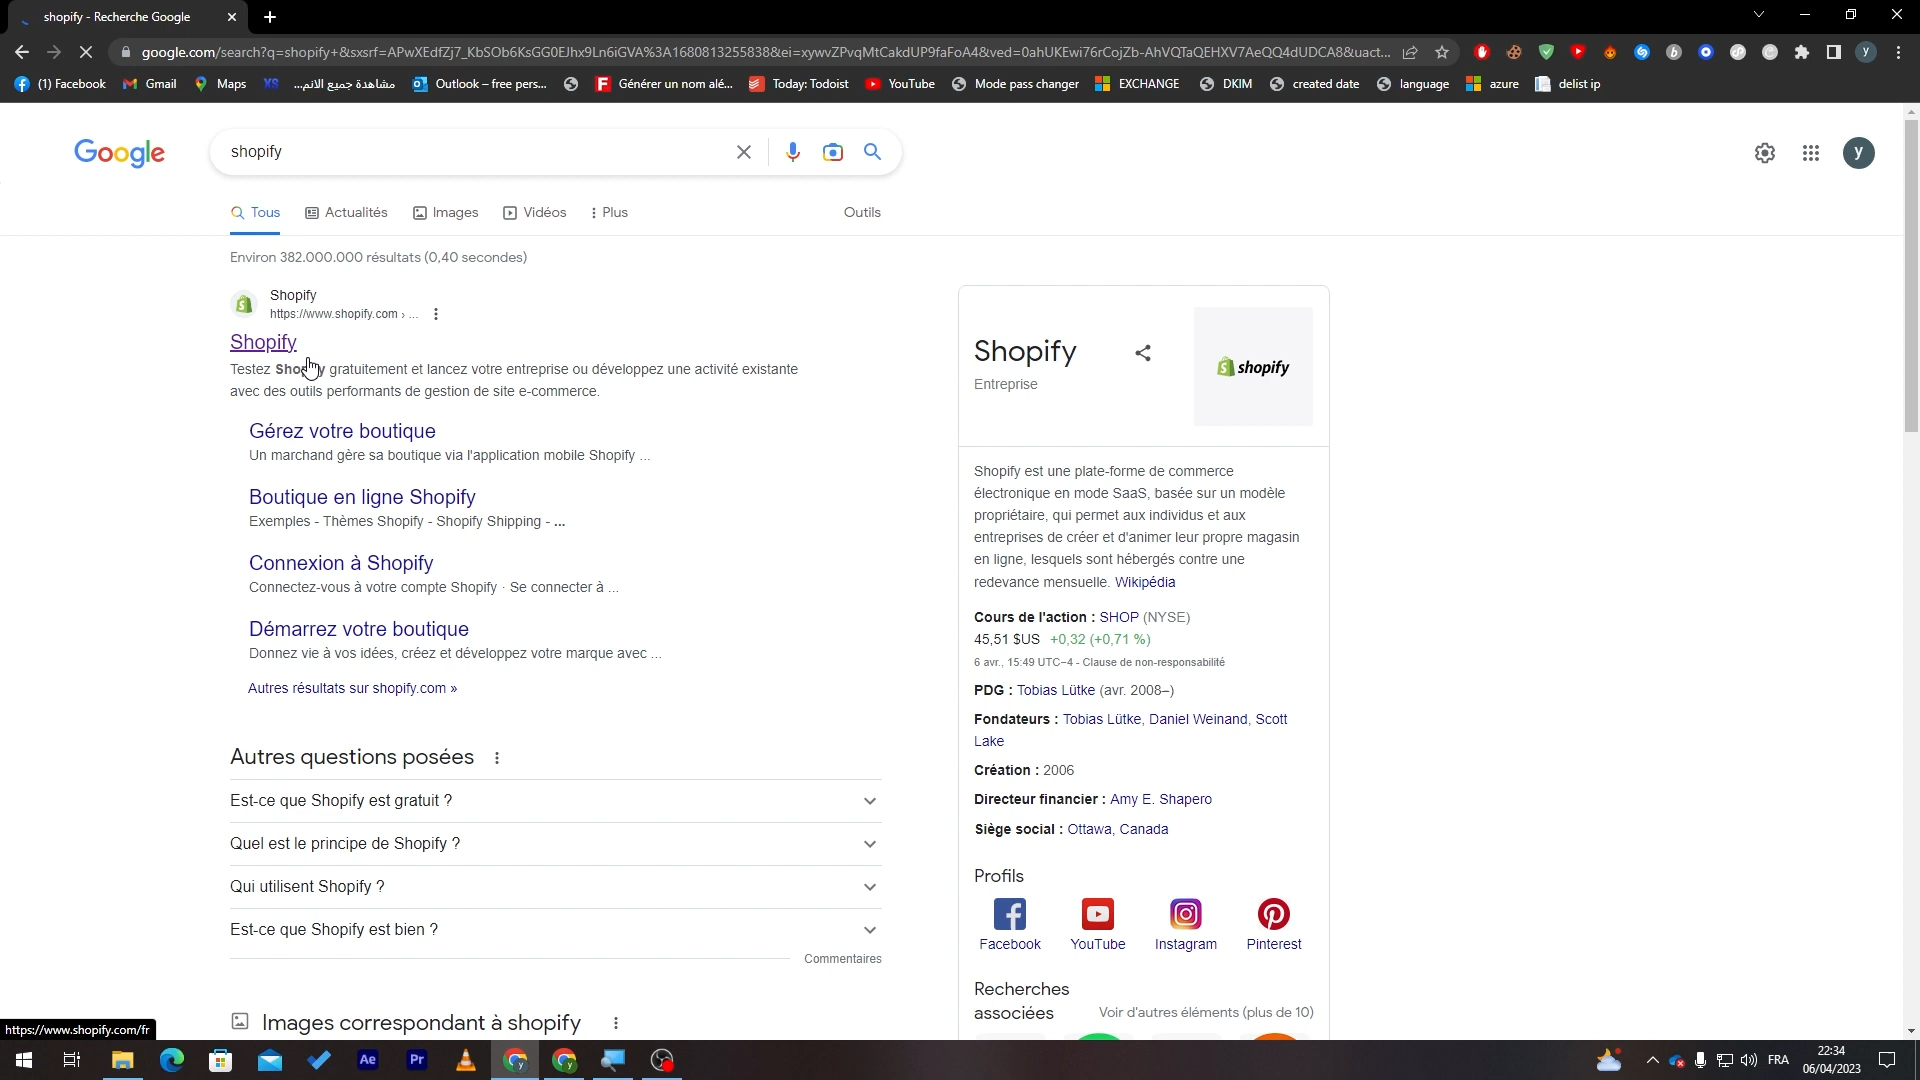 shopify - Recherche Google
google.com/search?q=shopify+&sxsrf=APwXEdfZj7_KbSOb6KsGG0EJhx9Ln6iGVA%3A1680813255838&ei=xywvZPvqMtCakdUP9faFoA4&ved=0ahUKEwi76rCojZb-AhVQTaQEHXV7AeQQ4dUDCA8&uact...
y
(1) Facebook
Gmail
Maps
XS
مشاهدة جميع الانم...
Outlook – free pers...
Générer un nom alé...
Today: Todoist
YouTube
Mode pass changer
EXCHANGE
DKIM
created date
language
azure
delist ip
Google
shopify
y
Tous
Actualités
Images
Vidéos
Plus
Outils
Environ 382.000.000 résultats (0,40 secondes)
Shopify
https://www.shopify.com › ...
Shopify
Testez Shopify gratuitement et lancez votre entreprise ou développez une activité existante
avec des outils performants de gestion de site e-commerce.
Gérez votre boutique
Un marchand gère sa boutique via l'application mobile Shopify ...
Boutique en ligne Shopify
Exemples - Thèmes Shopify - Shopify Shipping - ...
Connexion à Shopify
Connectez-vous à votre compte Shopify · Se connecter à ...
Démarrez votre boutique
Donnez vie à vos idées, créez et développez votre marque avec ...
Autres résultats sur shopify.com »
Autres questions posées
Est-ce que Shopify est gratuit ?
Quel est le principe de Shopify ?
Qui utilisent Shopify ?
Est-ce que Shopify est bien ?
Commentaires
Images correspondant à shopify
Shopify
Entreprise
shopify
Shopify est une plate-forme de commerce
électronique en mode SaaS, basée sur un modèle
propriétaire, qui permet aux individus et aux
entreprises de créer et d'animer leur propre magasin
en ligne, lesquels sont hébergés contre une
redevance mensuelle. Wikipédia
Cours de l'action : SHOP (NYSE)
45,51 $US +0,32 (+0,71 %)
6 avr., 15:49 UTC−4 - Clause de non-responsabilité
PDG : Tobias Lütke (avr. 2008–)
Fondateurs : Tobias Lütke, Daniel Weinand, Scott
Lake
Création : 2006
Directeur financier : Amy E. Shapero
Siège social : Ottawa, Canada
Profils
Facebook
YouTube
Instagram
Pinterest
Recherches
associées
Voir d'autres éléments (plus de 10)
https://www.shopify.com/fr
Ae
Pr
FRA
22:34
06/04/2023